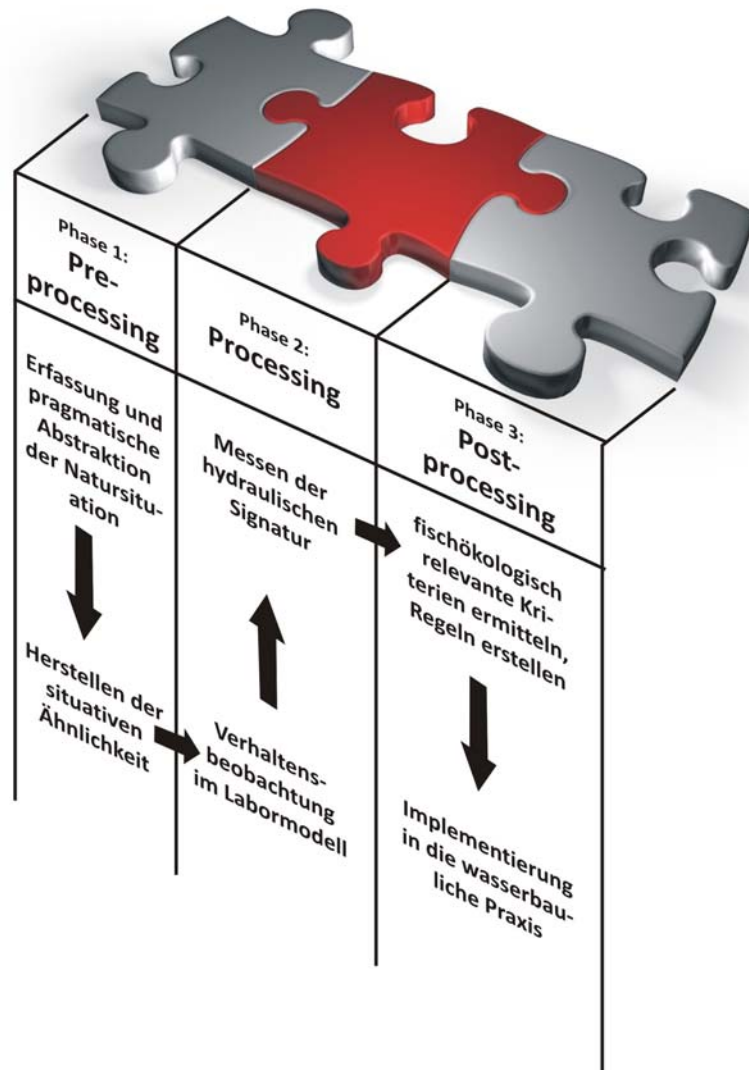 Phase 1:
Pre-
processing
Erfassung und
pragmatische
Abstraktion
der Natursitu-
ation
Herstellen der
situativen
Ähnlichkeit
Phase 2:
Processing
Messen der
hydraulischen
Signatur
Verhaltens-
beobachtung
im Labormodell
Phase 3:
Post-
processing
fischökologisch
relevante Kri-
terien ermitteln,
Regeln erstellen
Implementierung
in die wasserbau-
liche Praxis